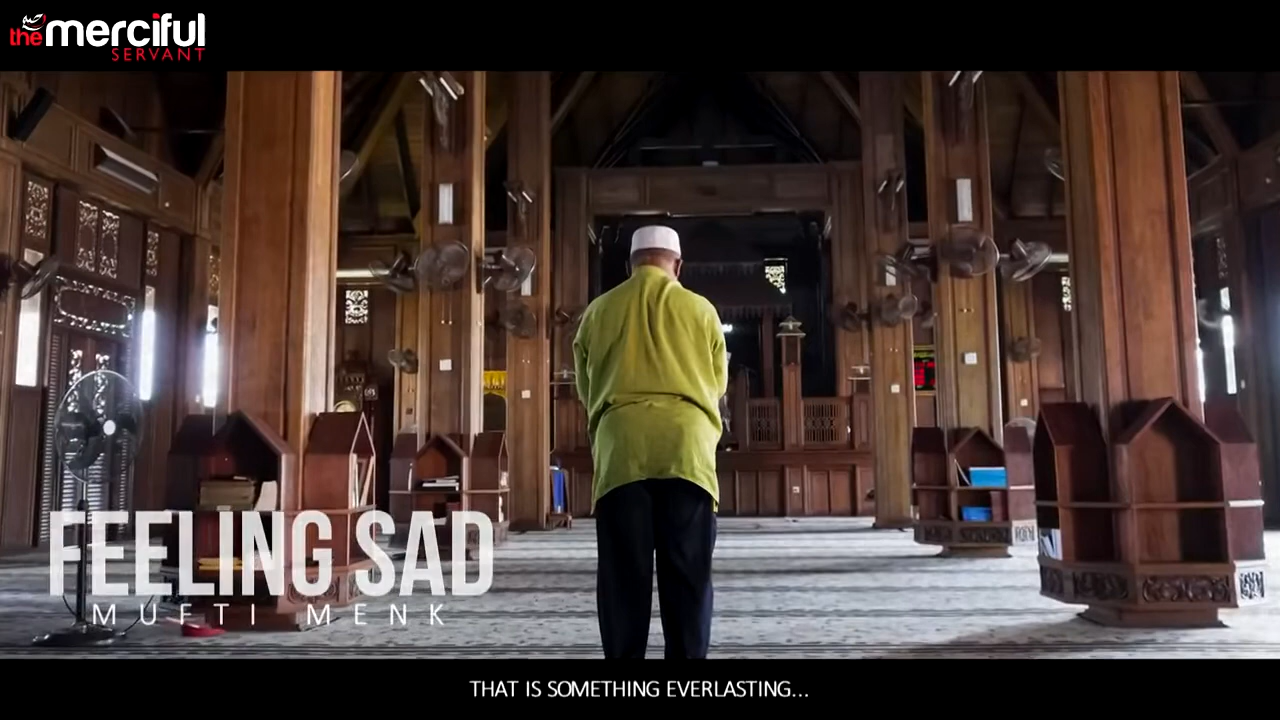 the merciful
SERVANT
FEELING SAD
MUFTI MENK
THAT IS SOMETHING EVERLASTING...